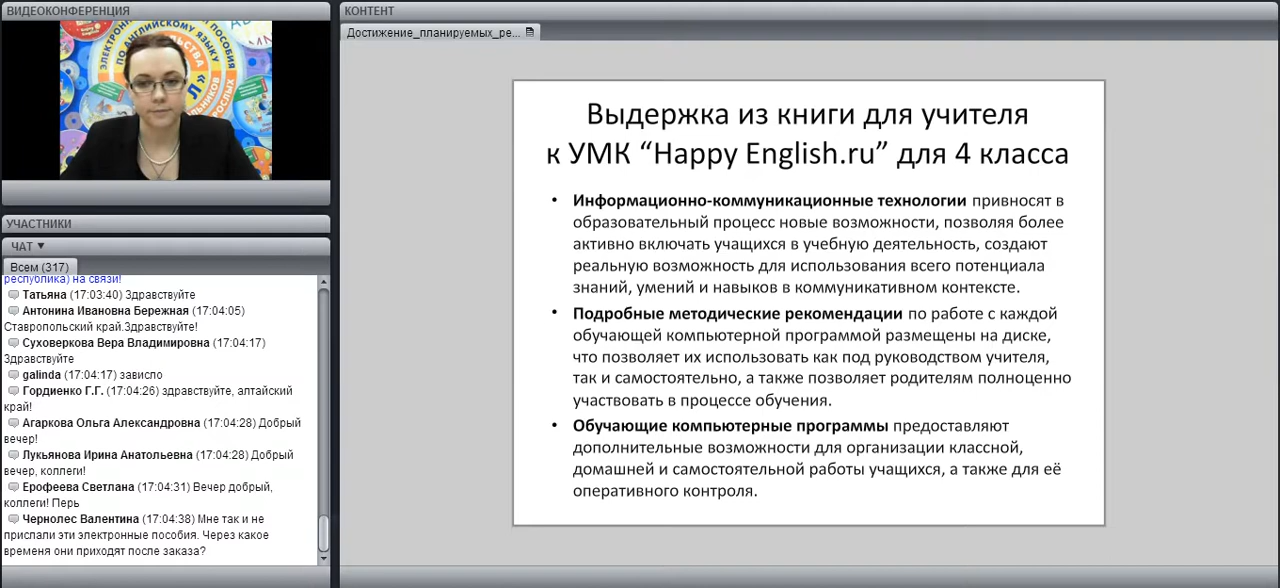 ВИДЕОКОНФЕРЕНЦИЯ
УЧАСТНИКИ
ЧАТ
Всем (317)
республика) на связи!
Татьяна (17:03:40) Здравствуйте
Антонина Ивановна Бережная (17:04:05)
Ставропольский край.Здравствуйте!
Суховеркова Вера Владимировна (17:04:17)
Здравствуйте
galinda (17:04:17) зависло
Гордиенко Г.Г. (17:04:26) здравствуйте, алтайский
край!
Агаркова Ольга Александровна (17:04:28) Добрый
вечер!
Лукьянова Ирина Анатольевна (17:04:28) Добрый
вечер, коллеги!
Ерофеева Светлана (17:04:31) Вечер добрый,
коллеги! Перь
Чернолес Валентина (17:04:38) Мне так и не
прислали эти электронные пособия. Через какое
временя они приходят после заказа?
КОНТЕНТ
Достижение_планируемых_ре...
Выдержка из книги для учителя
к УМК “Happy English.ru” для 4 класса
• Информационно-коммуникационные технологии привносят в
образовательный процесс новые возможности, позволяя более
активно включать учащихся в учебную деятельность, создают
реальную возможность для использования всего потенциала
знаний, умений и навыков в коммуникативном контексте.
• Подробные методические рекомендации по работе с каждой
обучающей компьютерной программой размещены на диске,
что позволяет их использовать как под руководством учителя,
так и самостоятельно, а также позволяет родителям полноценно
участвовать в процессе обучения.
• Обучающие компьютерные программы предоставляют
дополнительные возможности для организации классной,
домашней и самостоятельной работы учащихся, а также для её
оперативного контроля.